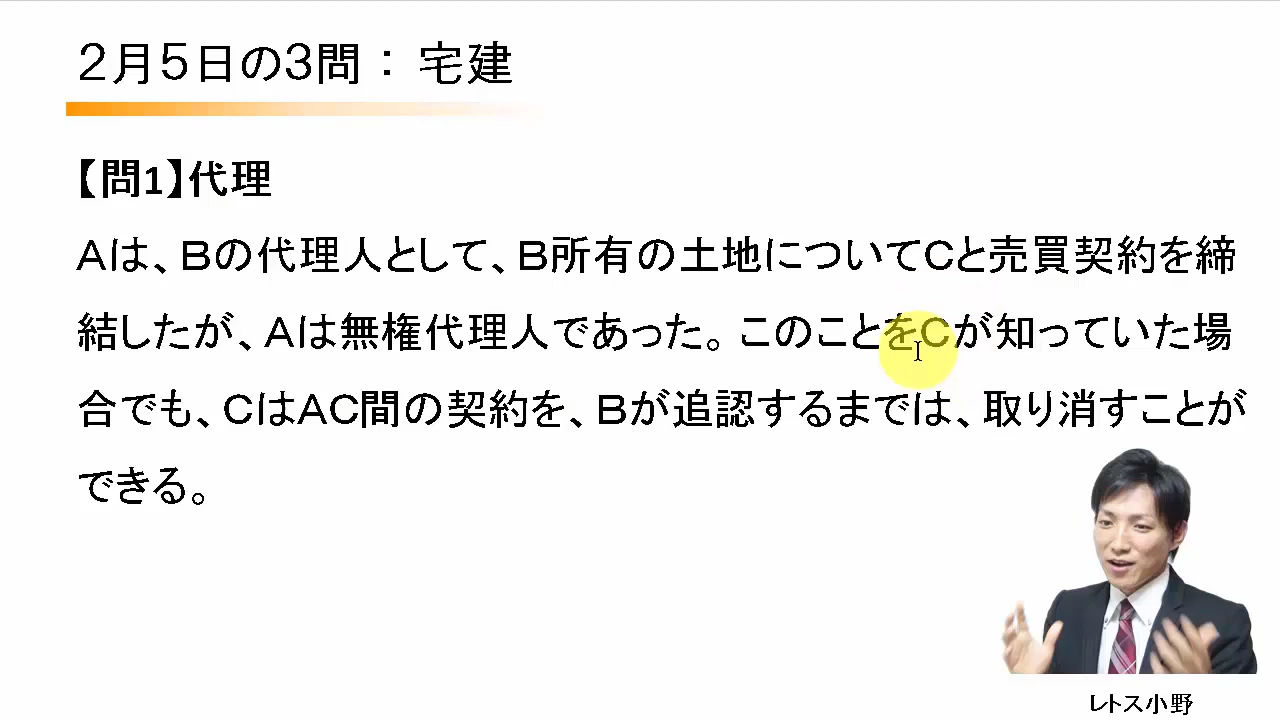 ２月５日の３問： 宅建
【問1】代理
Ａは、Ｂの代理人として、Ｂ所有の土地についてＣと売買契約を締
結したが、Ａは無権代理人であった。このことをＣが知っていた場
合でも、ＣはＡＣ間の契約を、Ｂが追認するまでは、取り消すことが
できる。
レトス小野